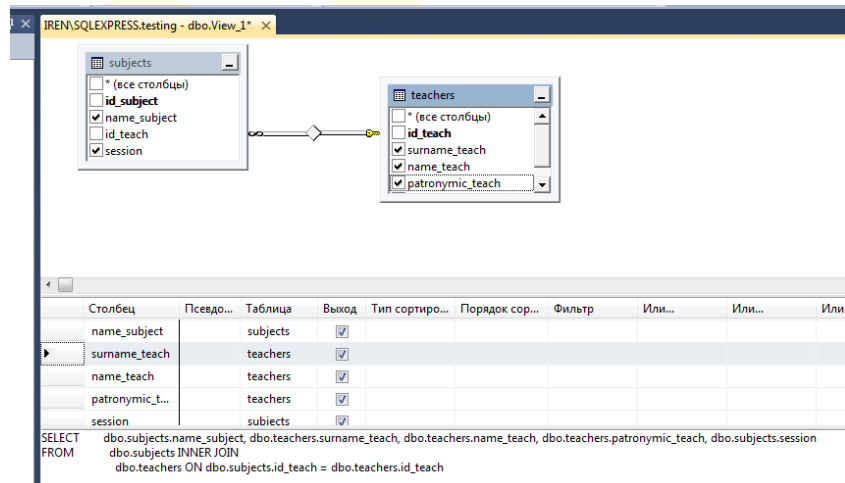 IREN\SQLEXPRESS.testing - dbo.View_1* ×
subjects
* (все столбцы)
id_subject
name_subject
id_teach
session
teachers
* (все столбцы)
id_teach
surname_teach
name_teach
patronymic_teach
Столбец Псевдо... Таблица Выход Тип сортиро... Порядок сор... Фильтр Или... Или... Или
name_subject subjects
surname_teach teachers
name_teach teachers
patronymic_t... teachers
session subjects
SELECT dbo.subjects.name_subject, dbo.teachers.surname_teach, dbo.teachers.name_teach, dbo.teachers.patronymic_teach, dbo.subjects.session
FROM dbo.subjects INNER JOIN
dbo.teachers ON dbo.subjects.id_teach = dbo.teachers.id_teach